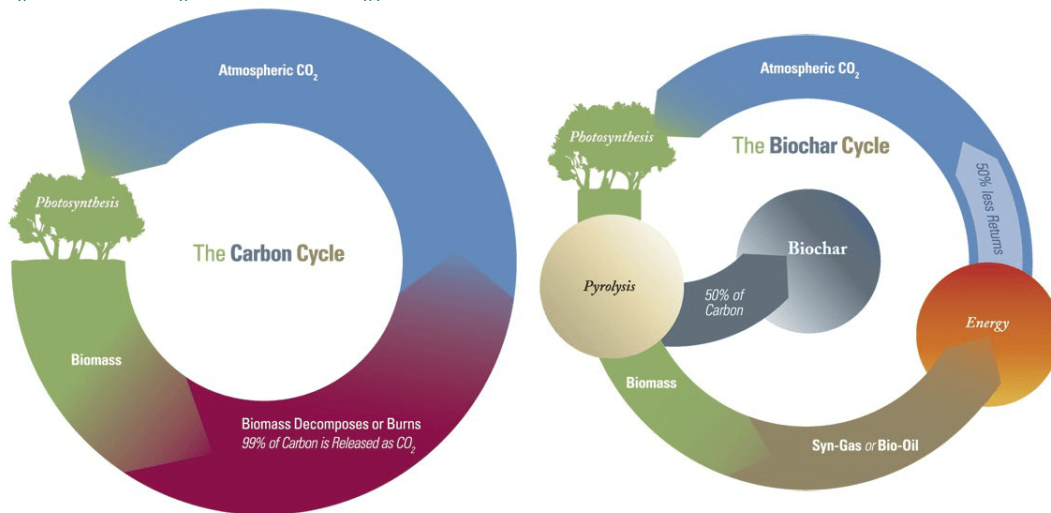 Atmospheric CO₂
Photosynthesis
The Carbon Cycle
Biomass
Biomass Decomposes or Burns
99% of Carbon is Released as CO₂
Atmospheric CO₂
Photosynthesis
The Biochar Cycle
50% less Returns
Biochar
Pyrolysis
50% of
Carbon
Energy
Biomass
Syn-Gas or Bio-Oil